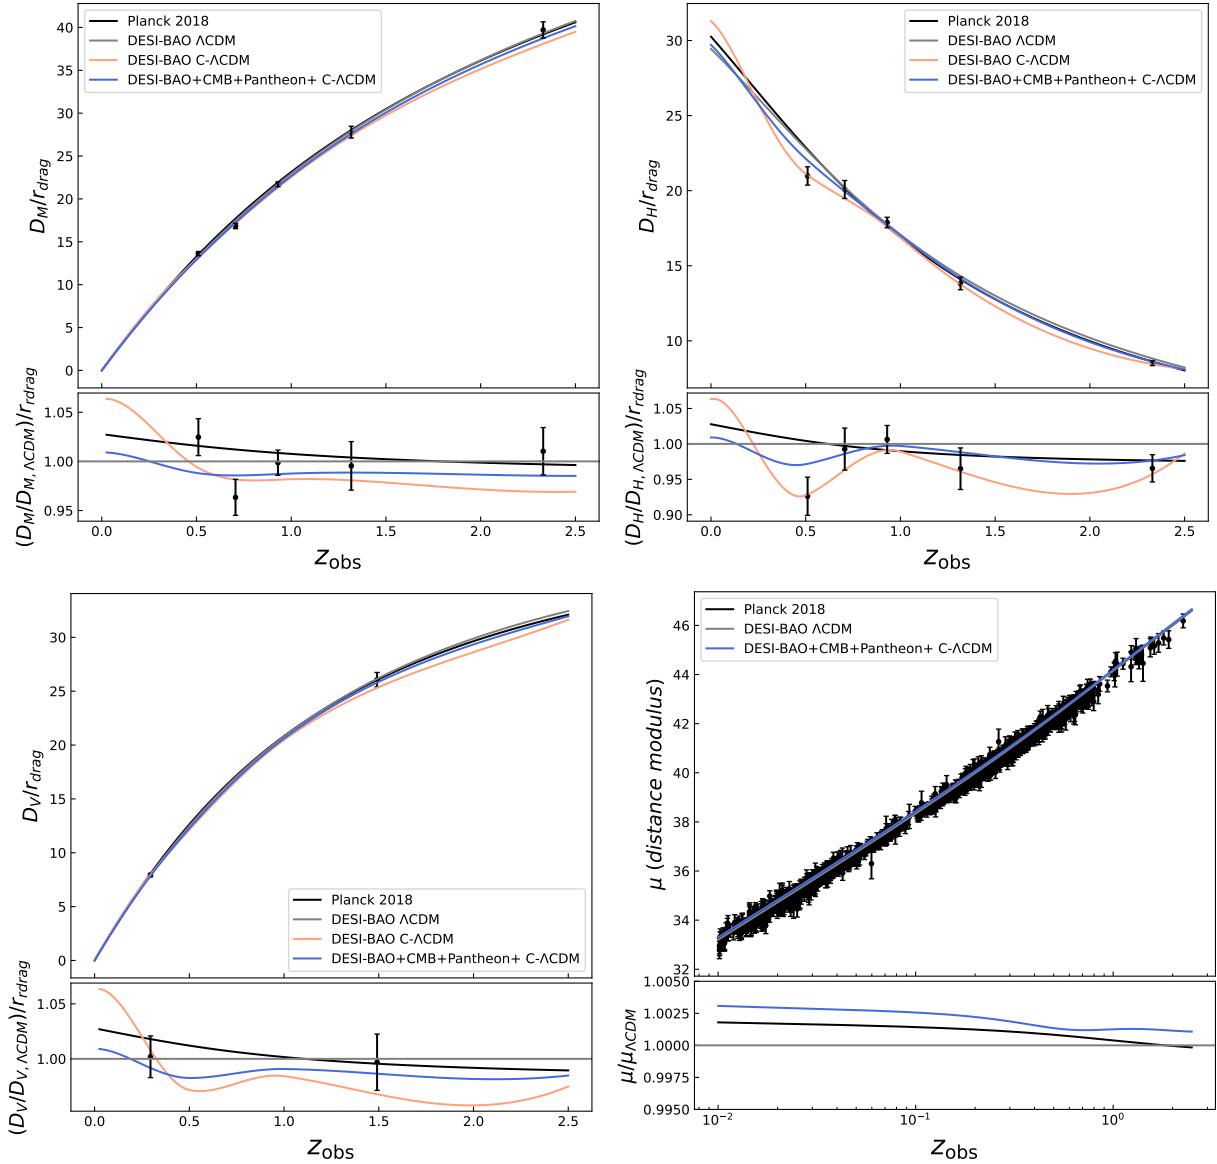 Planck 2018
DESI-BAO ΛCDM
DESI-BAO C-ΛCDM
DESI-BAO+CMB+Pantheon+ C-ΛCDM
40
35
30
25
20
15
10
5
0
D_M/r_drag
1.05
1.00
0.95
(D_M/D_M,ΛCDM)/r_rdrag
0.0 0.5 1.0 1.5 2.0 2.5
z_obs
Planck 2018
DESI-BAO ΛCDM
DESI-BAO C-ΛCDM
DESI-BAO+CMB+Pantheon+ C-ΛCDM
30
25
20
15
10
D_H/r_drag
1.05
1.00
0.95
0.90
(D_H/D_H,ΛCDM)/r_rdrag
0.0 0.5 1.0 1.5 2.0 2.5
z_obs
30
25
20
15
10
5
0
D_V/r_drag
Planck 2018
DESI-BAO ΛCDM
DESI-BAO C-ΛCDM
DESI-BAO+CMB+Pantheon+ C-ΛCDM
1.05
1.00
(D_V/D_V,ΛCDM)/r_rdrag
0.0 0.5 1.0 1.5 2.0 2.5
z_obs
Planck 2018
DESI-BAO ΛCDM
DESI-BAO+CMB+Pantheon+ C-ΛCDM
46
44
42
40
38
36
34
32
μ (distance modulus)
1.0050
1.0025
1.0000
0.9975
0.9950
μ/μ_ΛCDM
10⁻² 10⁻¹ 10⁰
z_obs